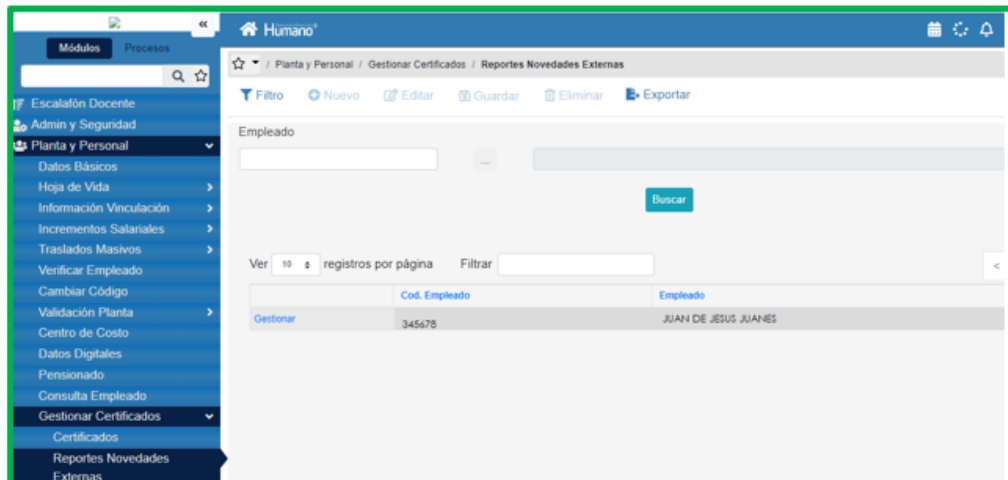 «
Módulos Procesos
Escalafón Docente
Admin y Seguridad
Planta y Personal
Datos Básicos
Hoja de Vida
Información Vinculación
Incrementos Salariales
Traslados Masivos
Verificar Empleado
Cambiar Código
Validación Planta
Centro de Costo
Datos Digitales
Pensionado
Consulta Empleado
Gestionar Certificados
Certificados
Reportes Novedades
Externas
Humano®
/ Planta y Personal / Gestionar Certificados / Reportes Novedades Externas
Filtro Nuevo Editar Guardar Eliminar Exportar
Empleado
...
Buscar
Ver 10 registros por página Filtrar
<
Cod. Empleado Empleado
Gestionar 345678 JUAN DE JESUS JUANES